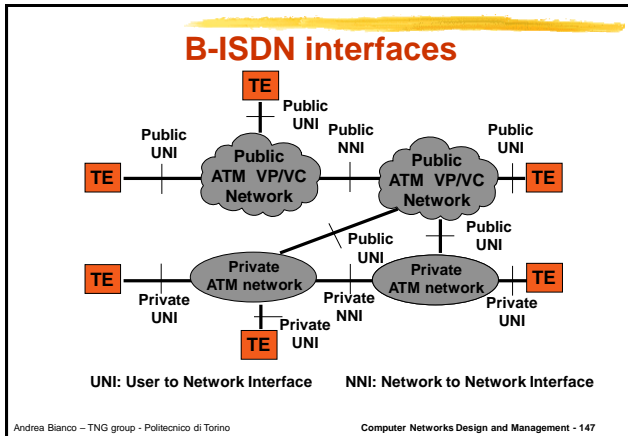 B-ISDN interfaces
TE
Public
UNI
Public
UNI
Public
NNI
Public
UNI
Public
ATM VP/VC
Network
Public
ATM VP/VC
Network
TE
TE
Public
UNI
Public
UNI
Private
ATM network
Private
ATM network
TE
TE
Private
UNI
Private
NNI
Private
UNI
TE
Private
UNI
UNI: User to Network Interface
NNI: Network to Network Interface
Andrea Bianco – TNG group - Politecnico di Torino
Computer Networks Design and Management - 147